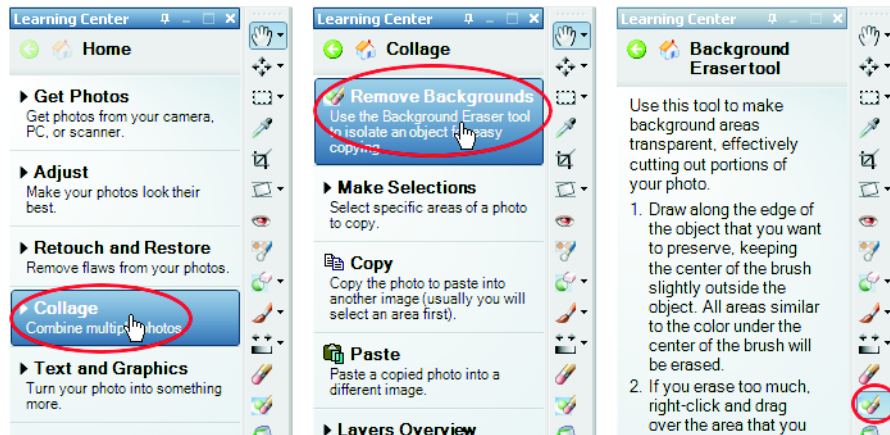 Learning Center
Home
Get Photos
Get photos from your camera,
PC, or scanner.
Adjust
Make your photos look their
best.
Retouch and Restore
Remove flaws from your photos.
Collage
Combine multiple photos
Text and Graphics
Turn your photo into something
more.
Learning Center
Collage
Remove Backgrounds
Use the Background Eraser tool
to isolate an object for easy
copying
Make Selections
Select specific areas of a photo
to copy.
Copy
Copy the photo to paste into
another image (usually you will
select an area first).
Paste
Paste a copied photo into a
different image.
Layers Overview
Learning Center
Background
Eraser tool
Use this tool to make
background areas
transparent, effectively
cutting out portions of
your photo.
1. Draw along the edge of
the object that you want
to preserve, keeping
the center of the brush
slightly outside the
object. All areas similar
to the color under the
center of the brush will
be erased.
2. If you erase too much,
right-click and drag
over the area that you